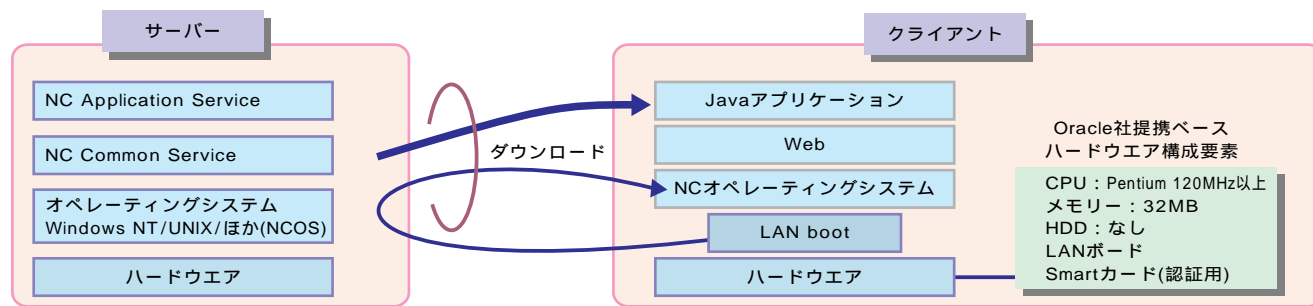 サーバー
NC Application Service
NC Common Service
オペレーティングシステム
Windows NT/UNIX/ほか(NCOS)
ハードウエア
ダウンロード
クライアント
Javaアプリケーション
Web
NCオペレーティングシステム
LAN boot
ハードウエア
Oracle社提携ベース
ハードウエア構成要素
CPU：Pentium 120MHz以上
メモリー：32MB
HDD：なし
LANボード
Smartカード(認証用)